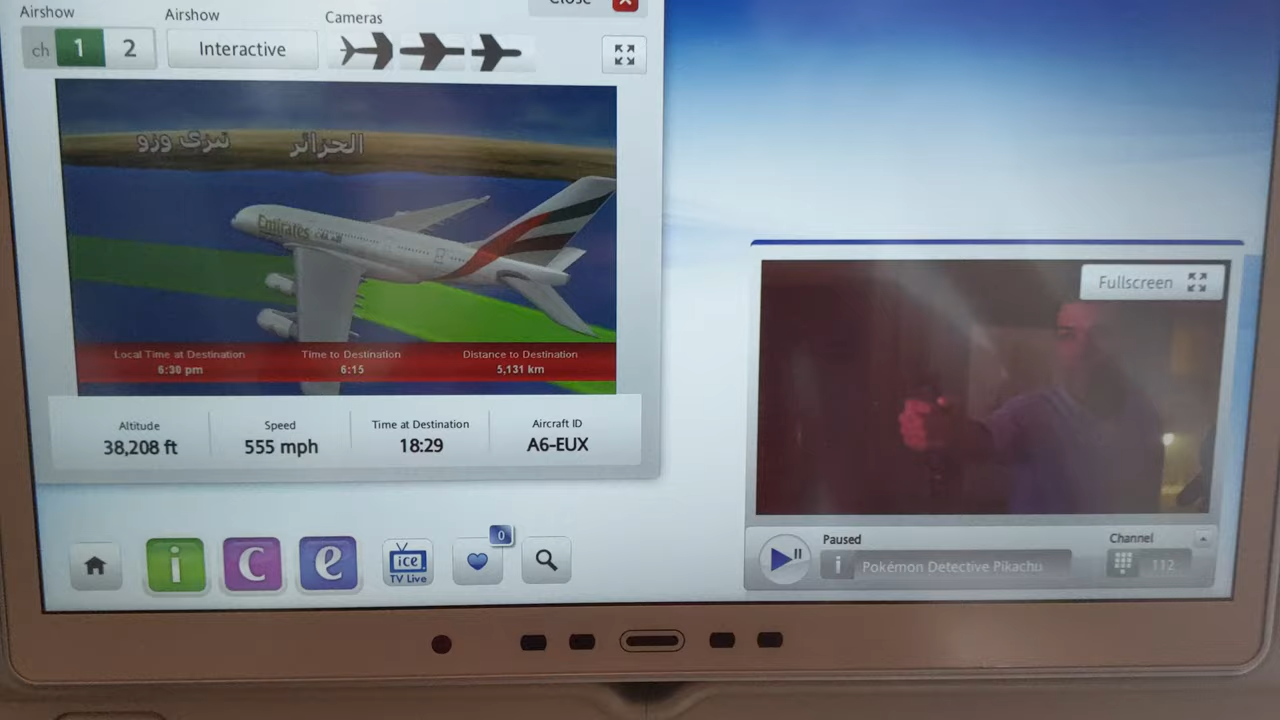 Airshow
Airshow
Cameras
Close
ch 1 2
Interactive
تيزي وزو
الجزائر
Emirates
Local Time at Destination
Time to Destination
Distance to Destination
6:30 pm
6:15
5,131 km
Altitude
Speed
Time at Destination
Aircraft ID
38,208 ft
555 mph
18:29
A6-EUX
i
C
e
ice
TV Live
0
Fullscreen
Paused
Channel
i
Pokémon Detective Pikachu
112